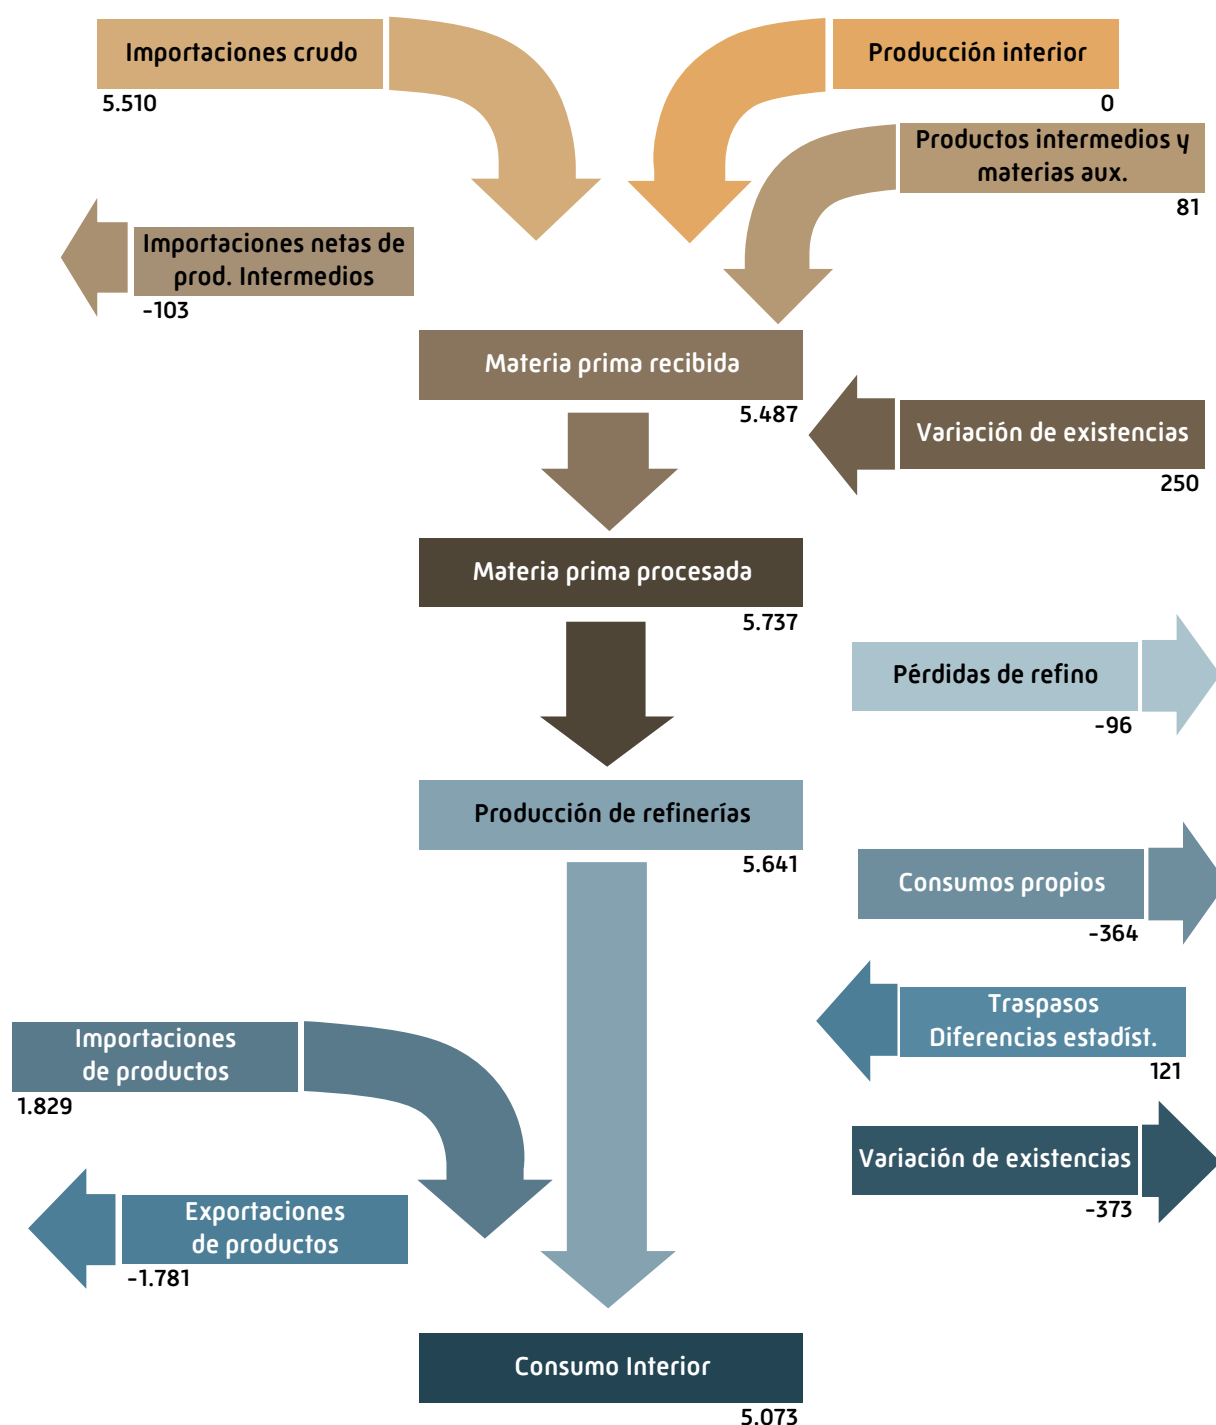 Importaciones crudo
5.510
Producción interior
0
Productos intermedios y
materias aux.
81
Importaciones netas de
prod. Intermedios
-103
Materia prima recibida
5.487
Variación de existencias
250
Materia prima procesada
5.737
Pérdidas de refino
-96
Producción de refinerías
5.641
Consumos propios
-364
Traspasos
Diferencias estadíst.
121
Importaciones
de productos
1.829
Variación de existencias
-373
Exportaciones
de productos
-1.781
Consumo Interior
5.073